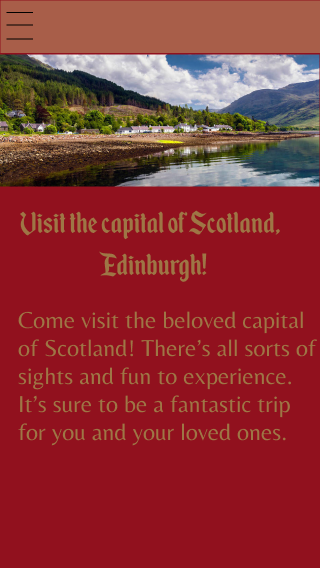 Visit the capital of Scotland,
Edinburgh!
Come visit the beloved capital
of Scotland! There's all sorts of
sights and fun to experience.
It's sure to be a fantastic trip
for you and your loved ones.